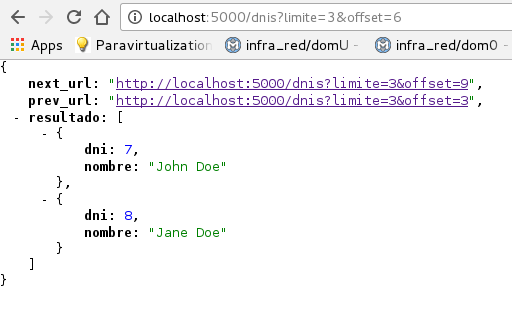 localhost:5000/dnis?limite=3&offset=6
Apps Paravirtualization infra_red/domU - infra_red/dom0 -
{
next_url: "http://localhost:5000/dnis?limite=3&offset=9",
prev_url: "http://localhost:5000/dnis?limite=3&offset=3",
- resultado: [
- {
dni: 7,
nombre: "John Doe"
},
- {
dni: 8,
nombre: "Jane Doe"
}
]
}